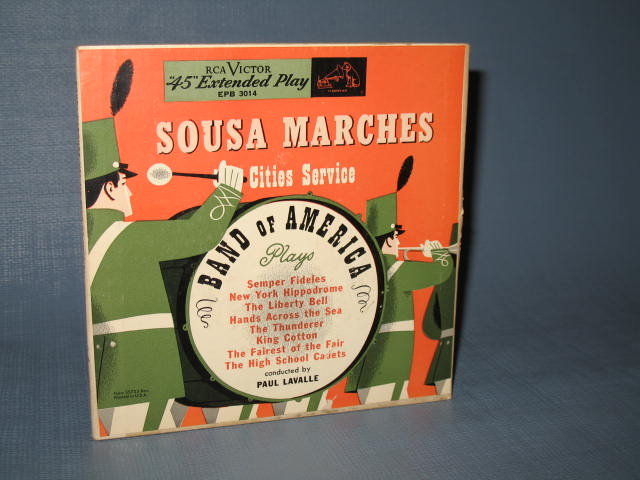 RCA VICTOR
"45" Extended Play
EPB 3014
SOUSA MARCHES
Cities Service
BAND OF AMERICA
Plays
Semper Fideles
New York Hippodrome
The Liberty Bell
Hands Across the Sea
The Thunderer
King Cotton
The Fairest of the Fair
The High School Cadets
conducted by
PAUL LAVALLE
Printed in U.S.A.